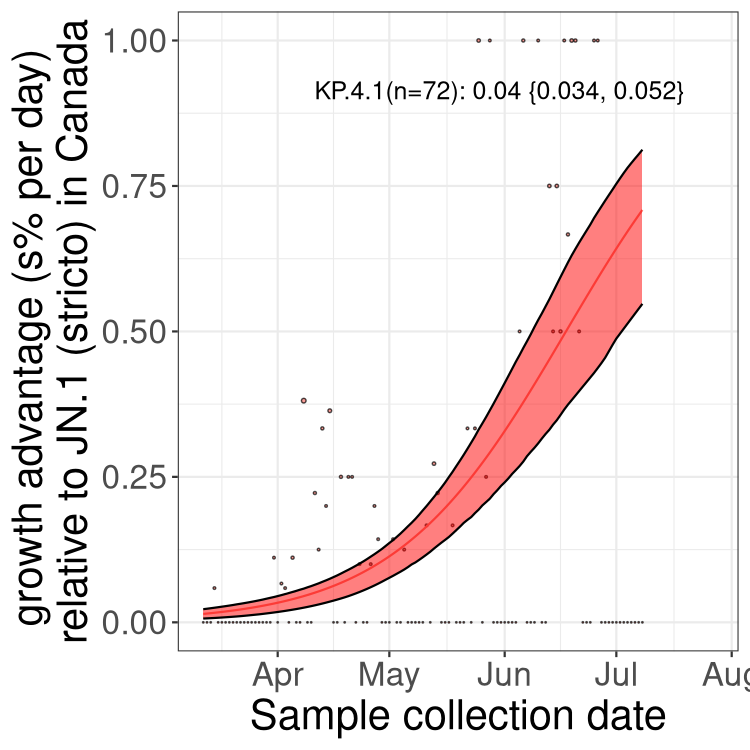 growth advantage (s% per day)
relative to JN.1 (stricto) in Canada
1.00
KP.4.1(n=72): 0.04 {0.034, 0.052}
0.75
0.50
0.25
0.00
Apr May Jun Jul Aug
Sample collection date